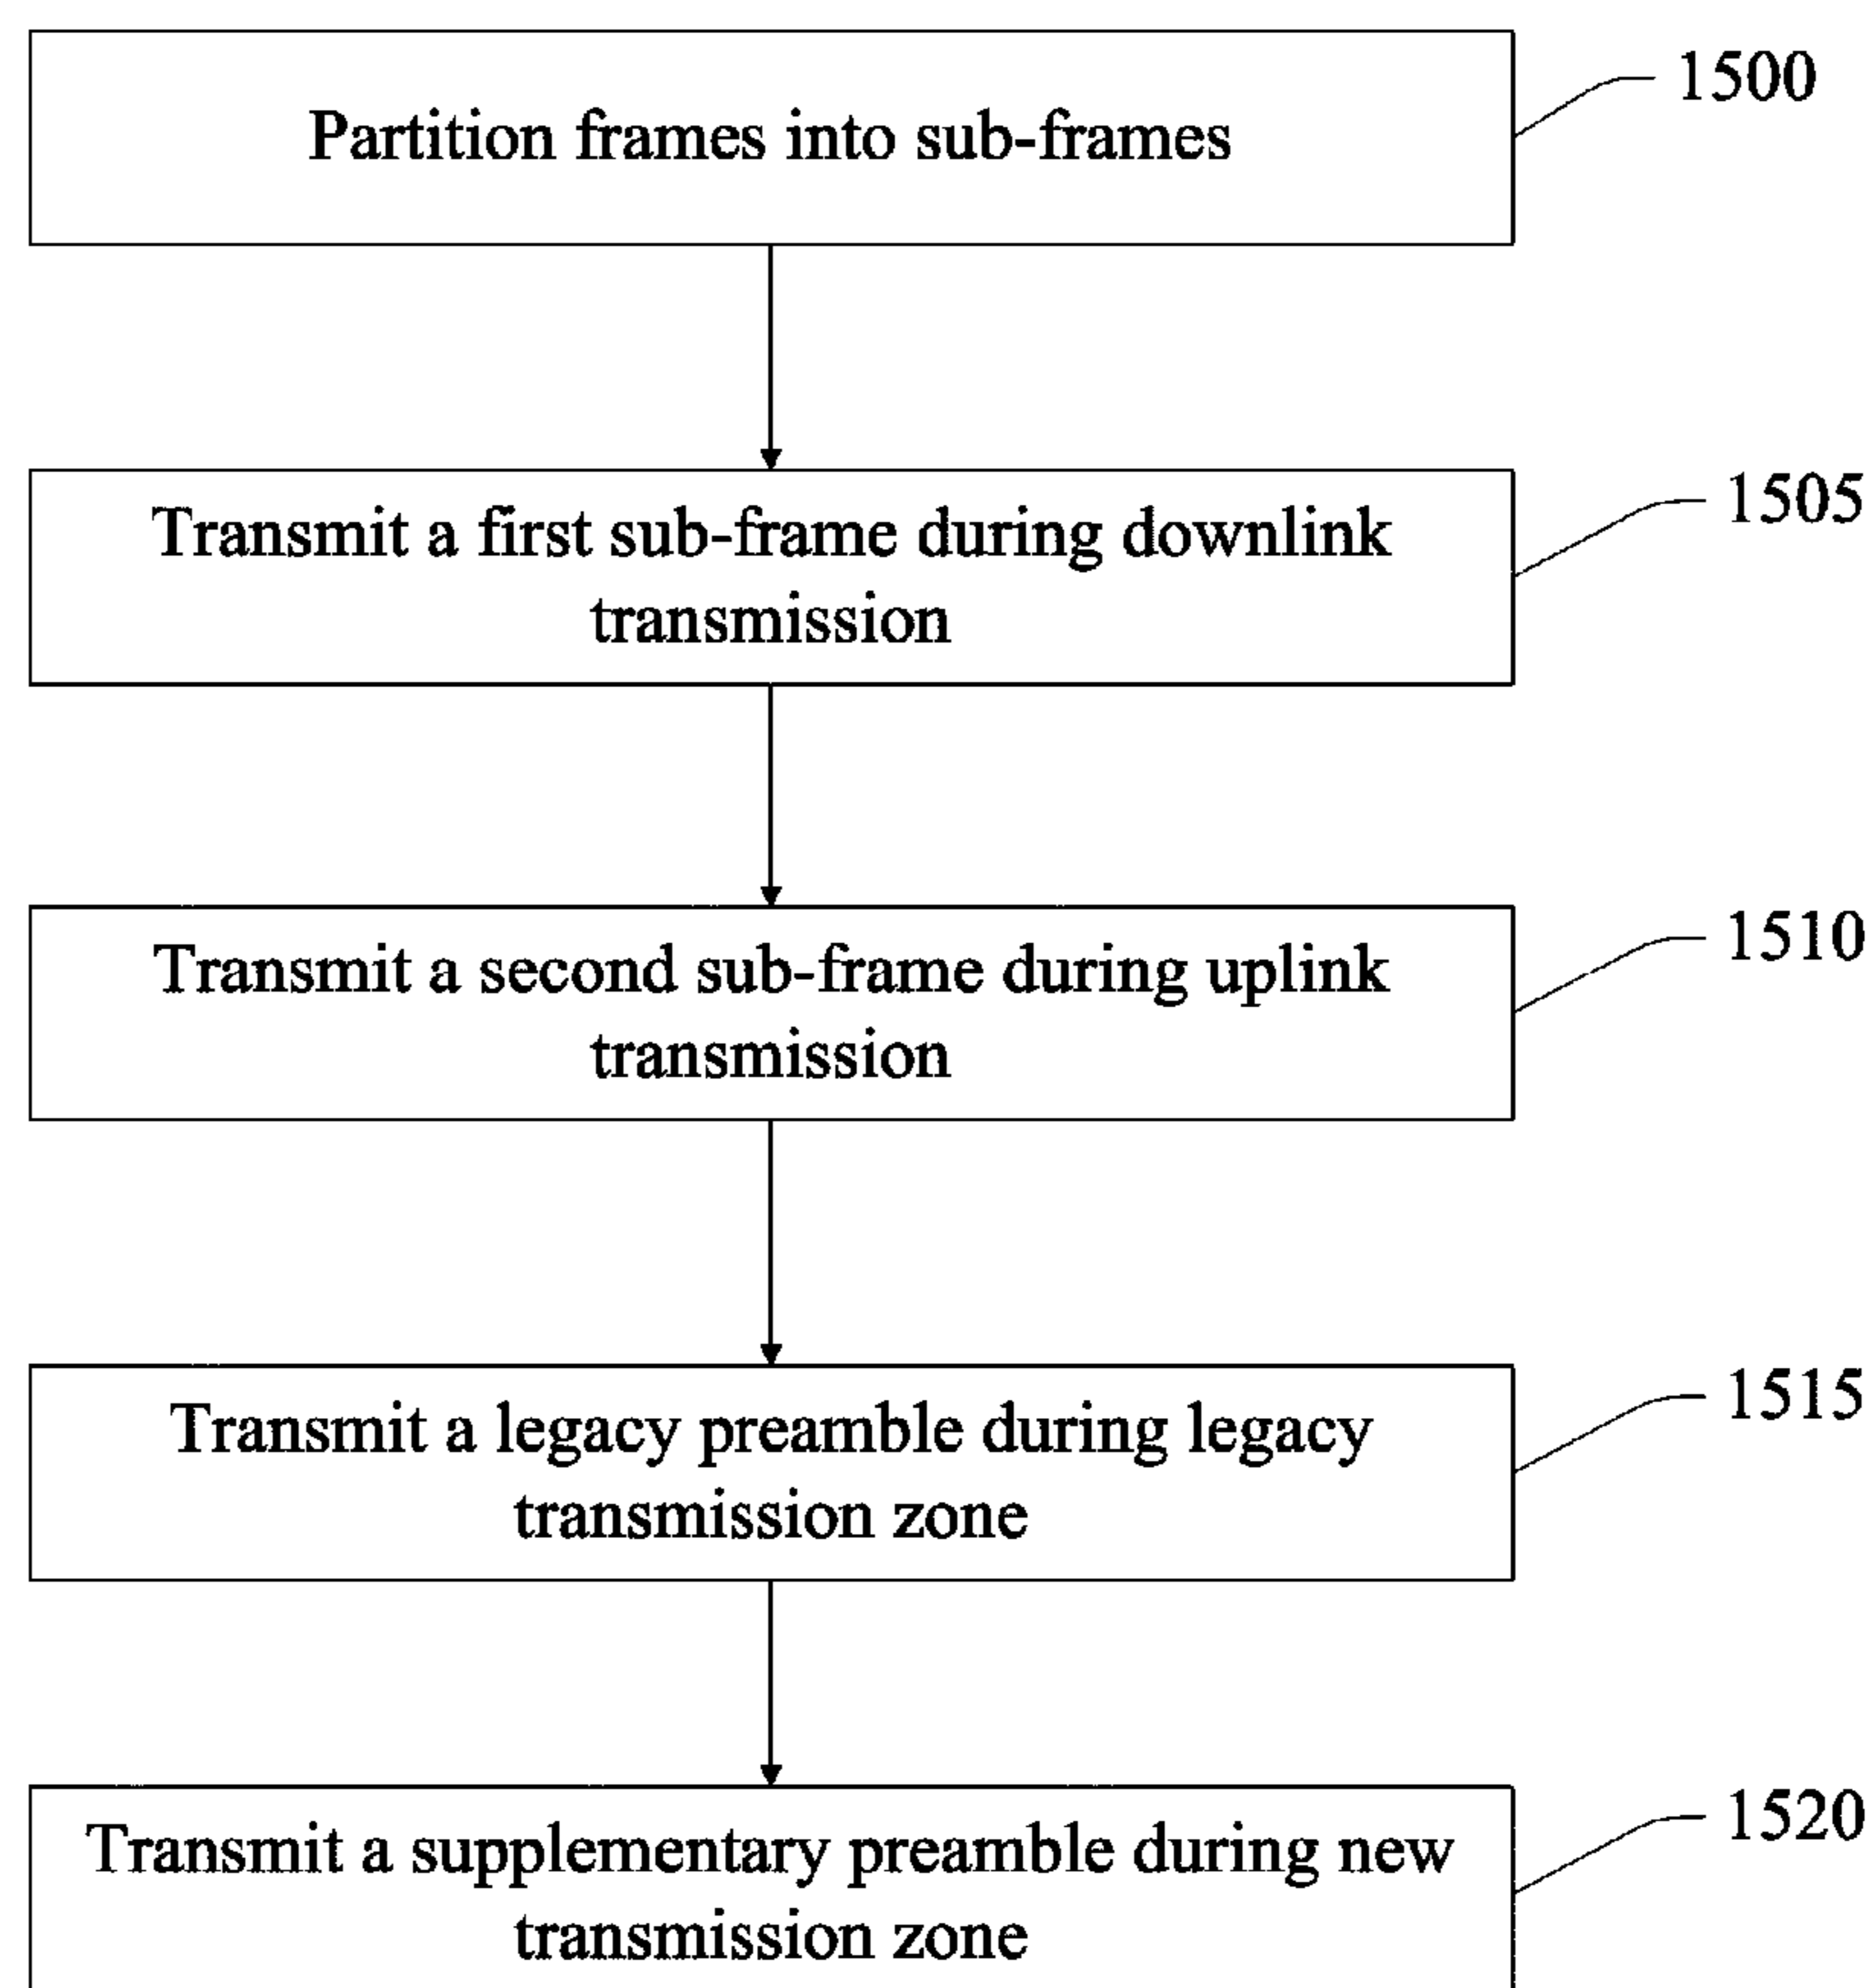 Partition frames into sub-frames
1500
Transmit a first sub-frame during downlink
transmission
1505
Transmit a second sub-frame during uplink
transmission
1510
Transmit a legacy preamble during legacy
transmission zone
1515
Transmit a supplementary preamble during new
transmission zone
1520